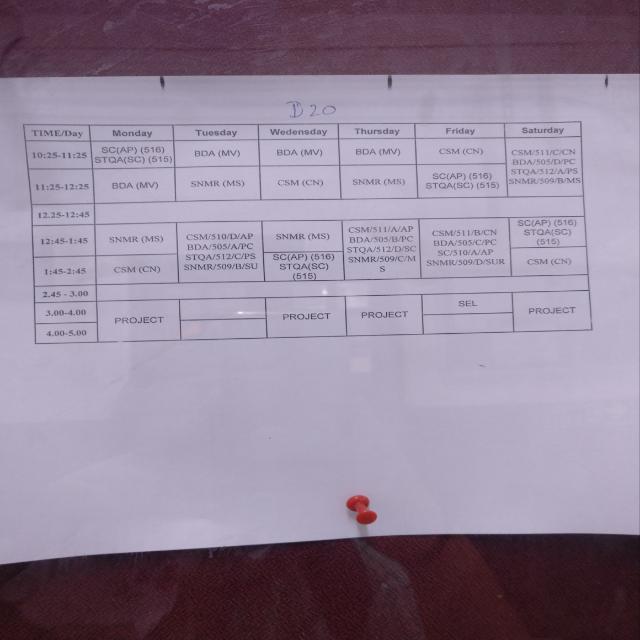 D20
TIME/Day Monday Tuesday Wedensday Thursday Friday Saturday
10:25-11:25 SC(AP) (516) STQA(SC) (515) BDA (MV) BDA (MV) BDA (MV) CSM (CN) CSM/511/C/CN BDA/505/D/PC STQA/512/A/PS SNMR/509/B/MS
11:25-12:25 BDA (MV) SNMR (MS) CSM (CN) SNMR (MS) SC(AP) (516) STQA(SC) (515)
12.25-12:45
12:45-1:45 SNMR (MS) CSM/510/D/AP BDA/505/A/PC STQA/512/C/PS SNMR/509/B/SU SNMR (MS) CSM/511/A/AP BDA/505/B/PC STQA/512/D/SC SNMR/509/C/MS CSM/511/B/CN BDA/505/C/PC SC/510/A/AP SNMR/509/D/SUR SC(AP) (516) STQA(SC) (515)
1:45-2:45 CSM (CN) SC(AP) (516) STQA(SC) (515) CSM (CN)
2.45 - 3.00
3.00-4.00 PROJECT PROJECT PROJECT SEL PROJECT
4.00-5.00